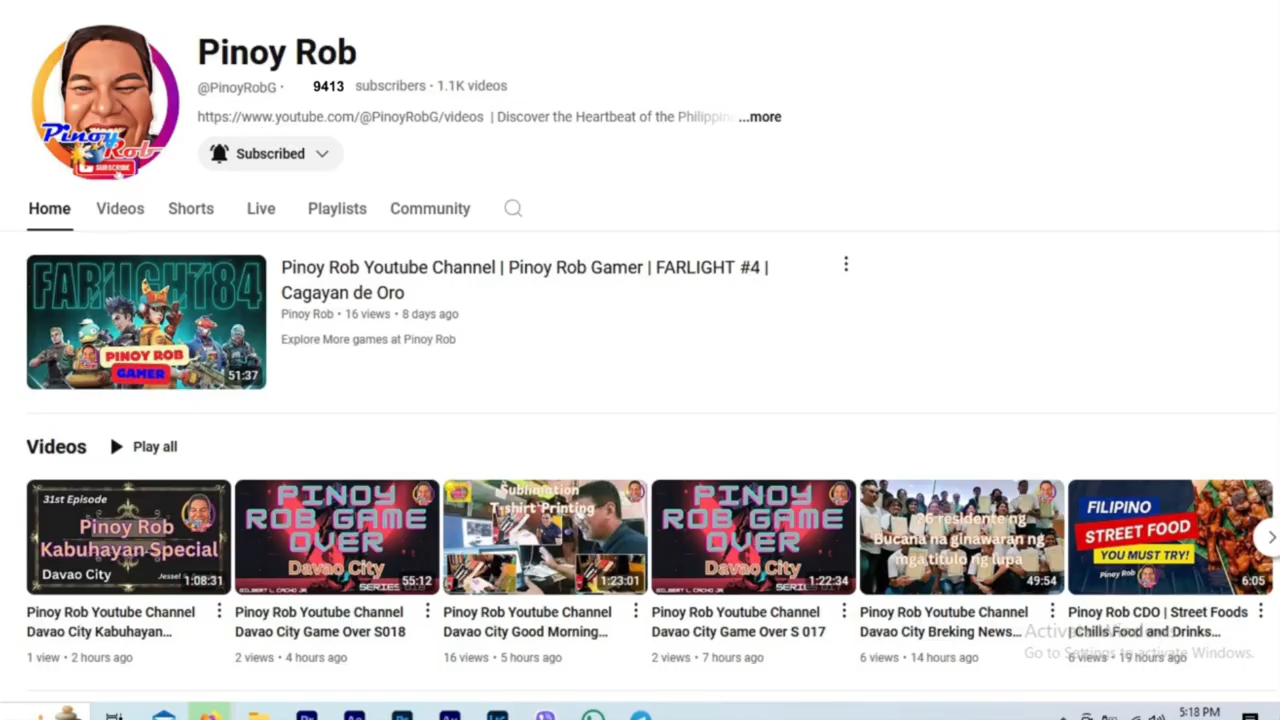 Pinoy Rob
@PinoyRobG · 9413 subscribers · 1.1K videos
https://www.youtube.com/@PinoyRobG/videos | Discover the Heartbeat of the Philippin ...more
Pinoy
Rob
SUBSCRIBE
Subscribed
Home Videos Shorts Live Playlists Community
FARLIGHT84
PINOY ROB
GAMER
51:37
Pinoy Rob Youtube Channel | Pinoy Rob Gamer | FARLIGHT #4 |
Cagayan de Oro
Pinoy Rob • 16 views • 8 days ago
Explore More games at Pinoy Rob
Videos Play all
31st Episode
Pinoy Rob
Kabuhayan Special
Davao City
1:08:31
Pinoy Rob Youtube Channel
Davao City Kabuhayan...
1 view • 2 hours ago
PINOY
ROB GAME
OVER
Davao City
SERIES
55:12
Pinoy Rob Youtube Channel
Davao City Game Over S018
2 views • 4 hours ago
Sublimation
T-shirt Printing
1:23:01
Pinoy Rob Youtube Channel
Davao City Good Morning...
16 views • 5 hours ago
PINOY
ROB GAME
OVER
Davao City
SERIES
1:22:34
Pinoy Rob Youtube Channel
Davao City Game Over S 017
2 views • 7 hours ago
26 residente ng
Bucana na ginawaran ng
mga titulo ng lupa
49:54
Pinoy Rob Youtube Channel
Davao City Breking News...
6 views • 14 hours ago
FILIPINO
STREET FOOD
YOU MUST TRY!
Pinoy Rob
6:05
Pinoy Rob CDO | Street Foods
| Chills Food and Drinks...
6 views • 19 hours ago
Activate Windows
Go to Settings to activate Windows.
5:18 PM